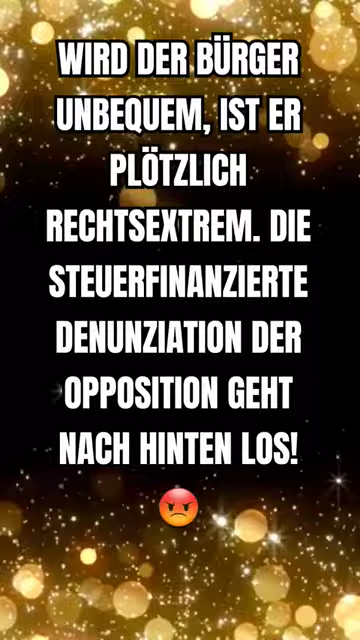 WIRD DER BÜRGER
UNBEQUEM, IST ER
PLÖTZLICH
RECHTSEXTREM. DIE
STEUERFINANZIERTE
DENUNZIATION DER
OPPOSITION GEHT
NACH HINTEN LOS!
😡